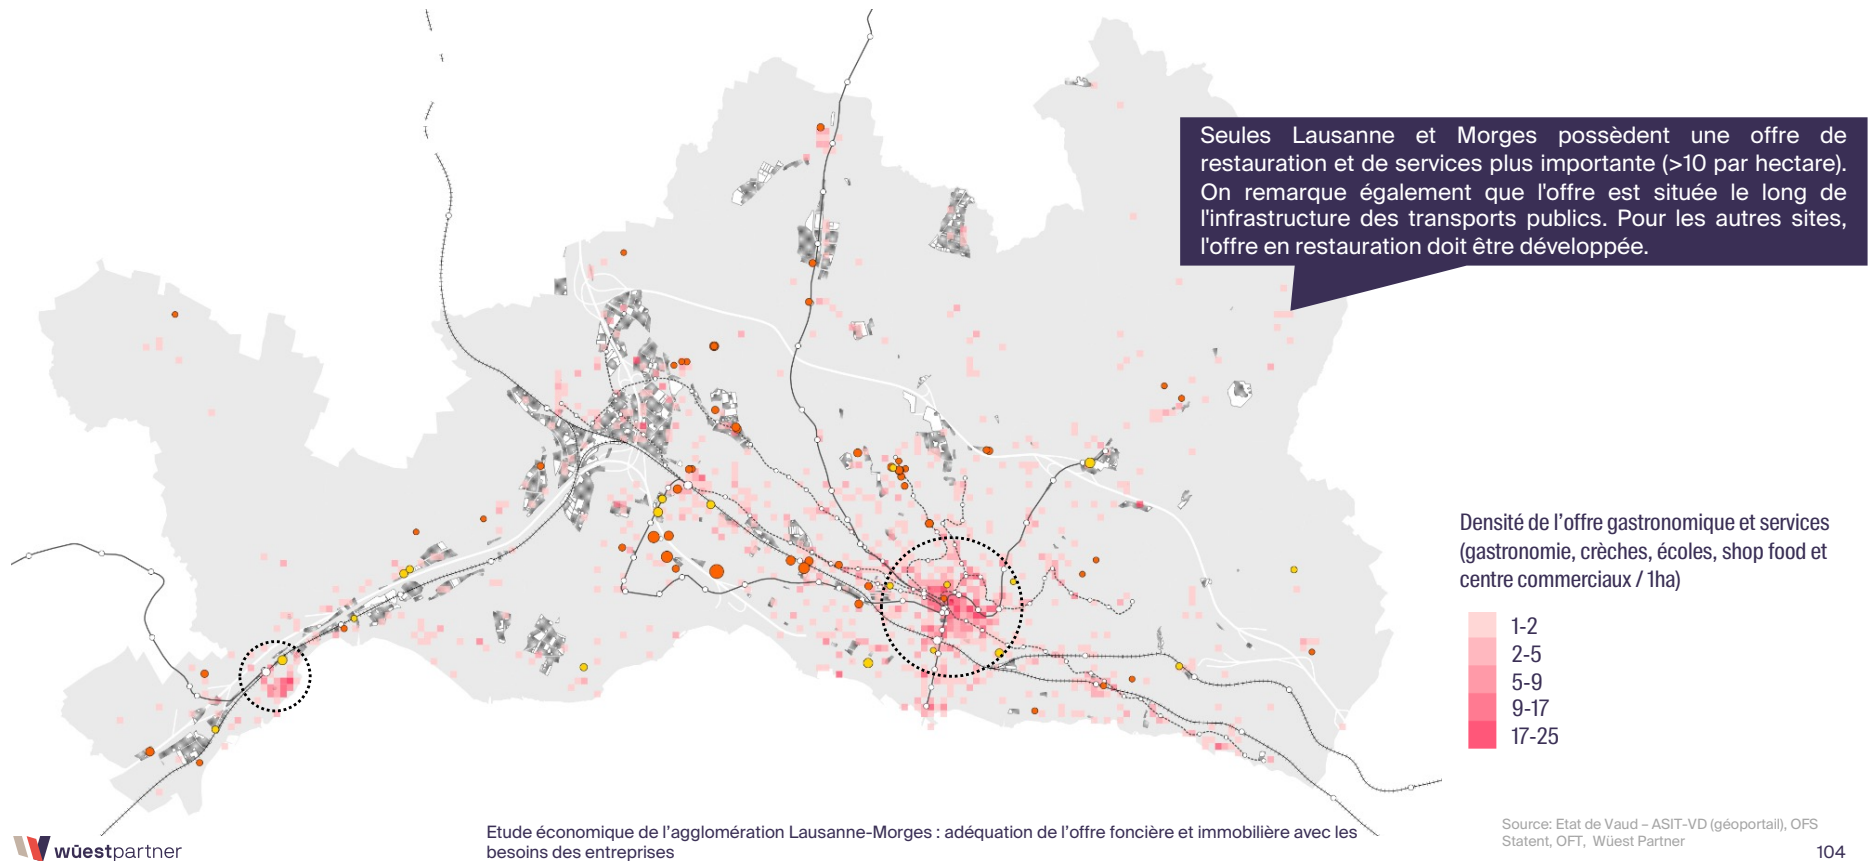 Seules Lausanne et Morges possèdent une offre de
restauration et de services plus importante (>10 par hectare).
On remarque également que l'offre est située le long de
l'infrastructure des transports publics. Pour les autres sites,
l'offre en restauration doit être développée.
Densité de l’offre gastronomique et services
(gastronomie, crèches, écoles, shop food et
centre commerciaux / 1ha)
1-2
2-5
5-9
9-17
17-25
wüestpartner
Etude économique de l’agglomération Lausanne-Morges : adéquation de l’offre foncière et immobilière avec les
besoins des entreprises
Source: Etat de Vaud – ASIT-VD (géoportail), OFS
Statent, OFT, Wüest Partner
104